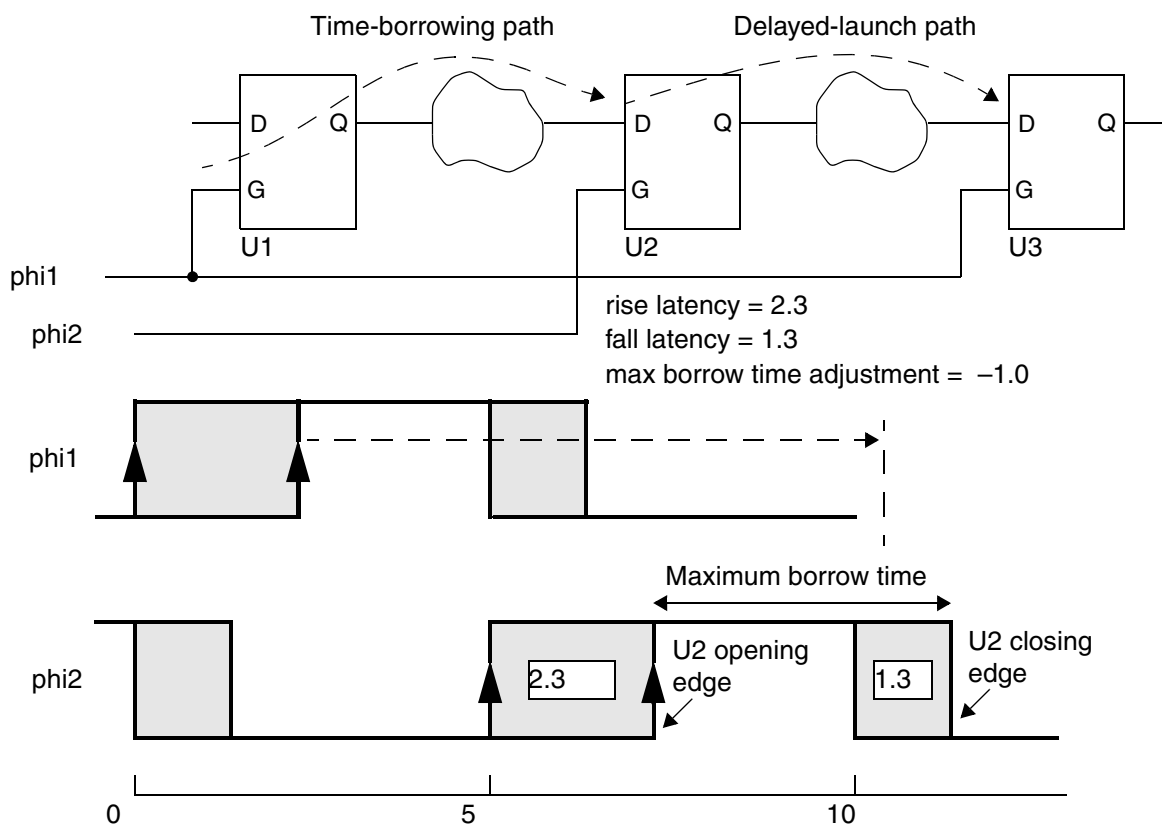 Time-borrowing path
Delayed-launch path
D
Q
D
Q
D
Q
G
G
G
U1
U2
U3
phi1
phi2
rise latency = 2.3
fall latency = 1.3
max borrow time adjustment = –1.0
phi1
Maximum borrow time
phi2
2.3
U2 opening
edge
1.3
U2 closing
edge
0
5
10